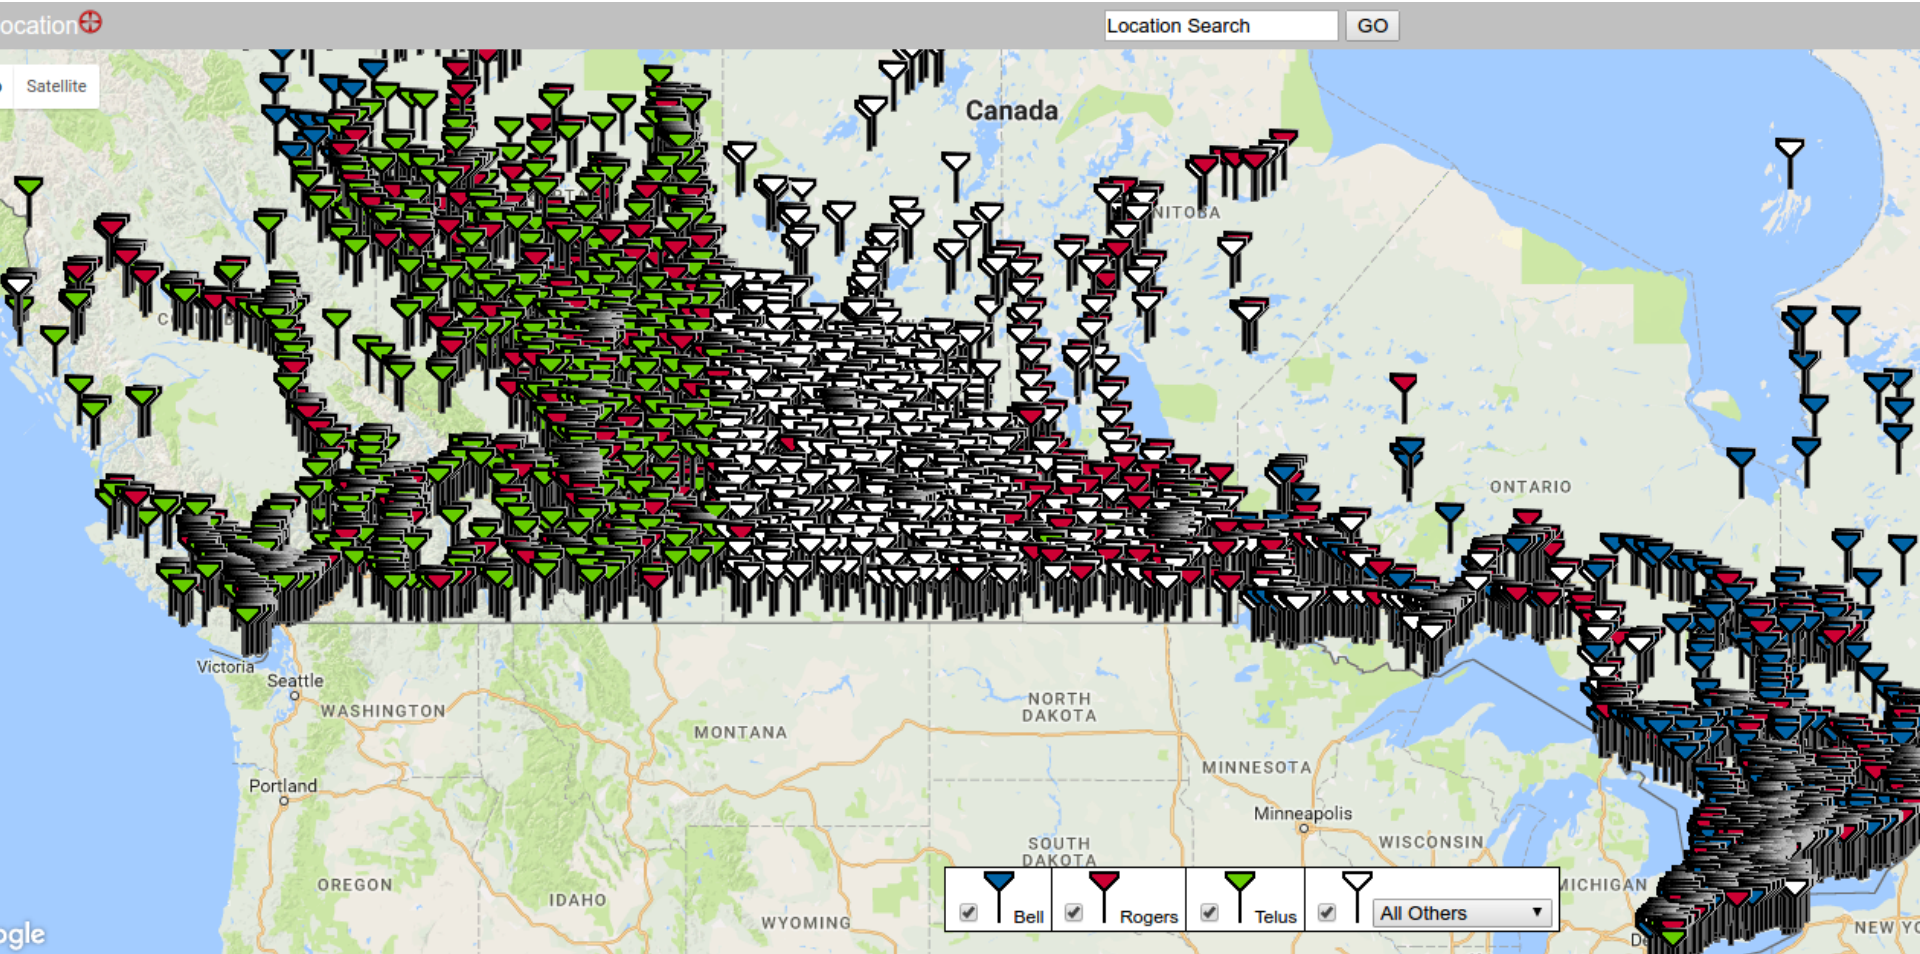 ocation
Location Search
GO
Satellite
Canada
NITOBA
ONTARIO
Victoria
Seattle
WASHINGTON
Portland
OREGON
IDAHO
MONTANA
WYOMING
NORTH
DAKOTA
SOUTH
DAKOTA
MINNESOTA
Minneapolis
WISCONSIN
MICHIGAN
De
NEW YO
Bell
Rogers
Telus
All Others
ogle